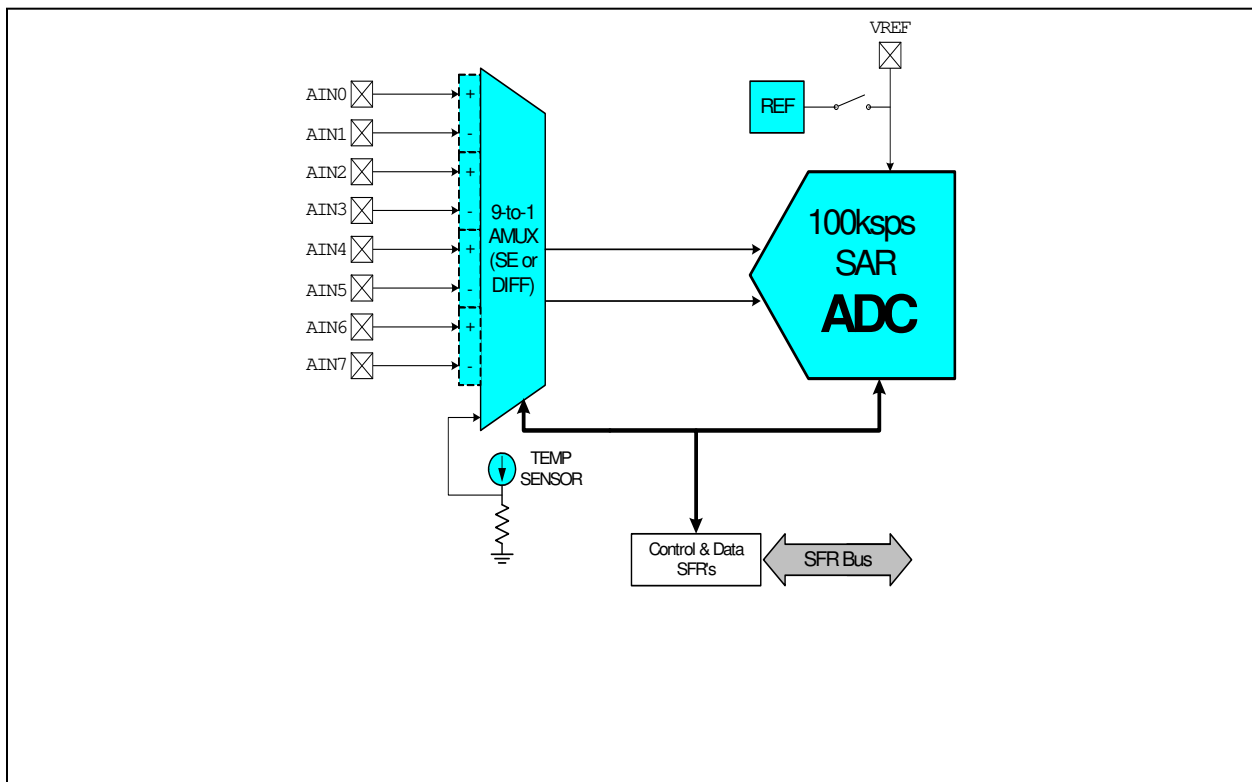 VREF
AIN0
+
REF
AIN1
-
AIN2
+
AIN3
-
9-to-1
AMUX
(SE or
DIFF)
100ksps
SAR
ADC
AIN4
+
AIN5
-
AIN6
+
AIN7
-
TEMP
SENSOR
Control & Data
SFR's
SFR Bus